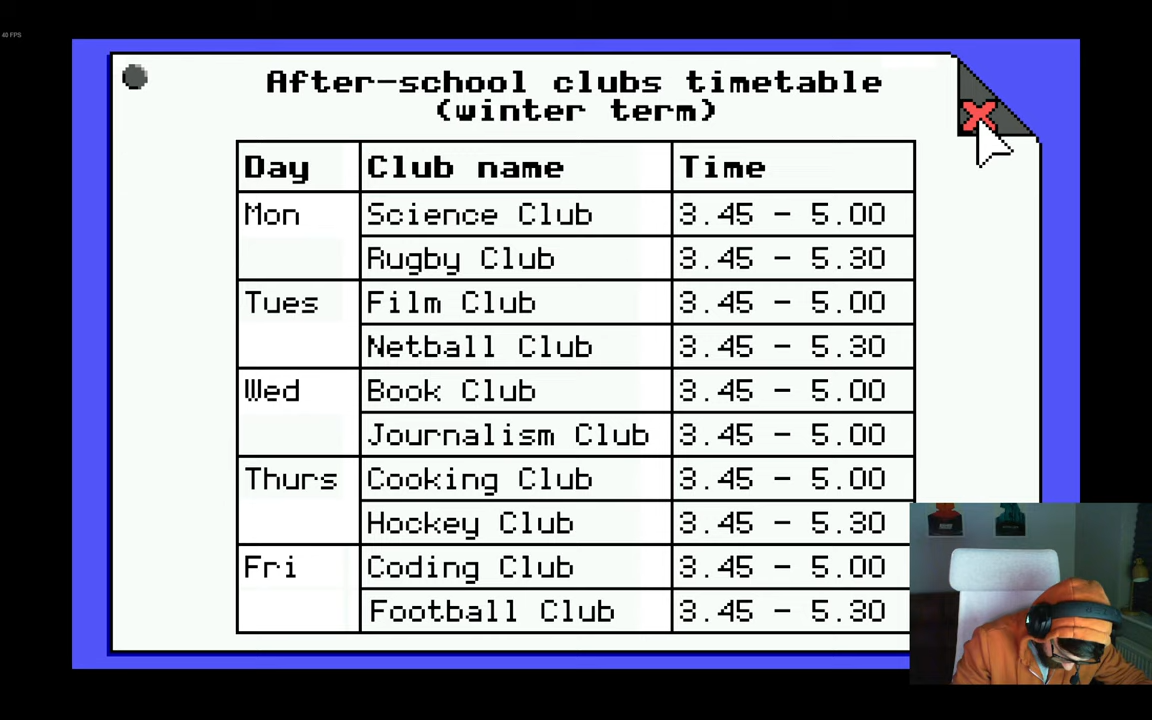 40 FPS
After-school clubs timetable
(winter term)
Day Club name Time
Mon Science Club 3.45 - 5.00
Rugby Club 3.45 - 5.30
Tues Film Club 3.45 - 5.00
Netball Club 3.45 - 5.30
Wed Book Club 3.45 - 5.00
Journalism Club 3.45 - 5.00
Thurs Cooking Club 3.45 - 5.00
Hockey Club 3.45 - 5.30
Fri Coding Club 3.45 - 5.00
Football Club 3.45 - 5.30